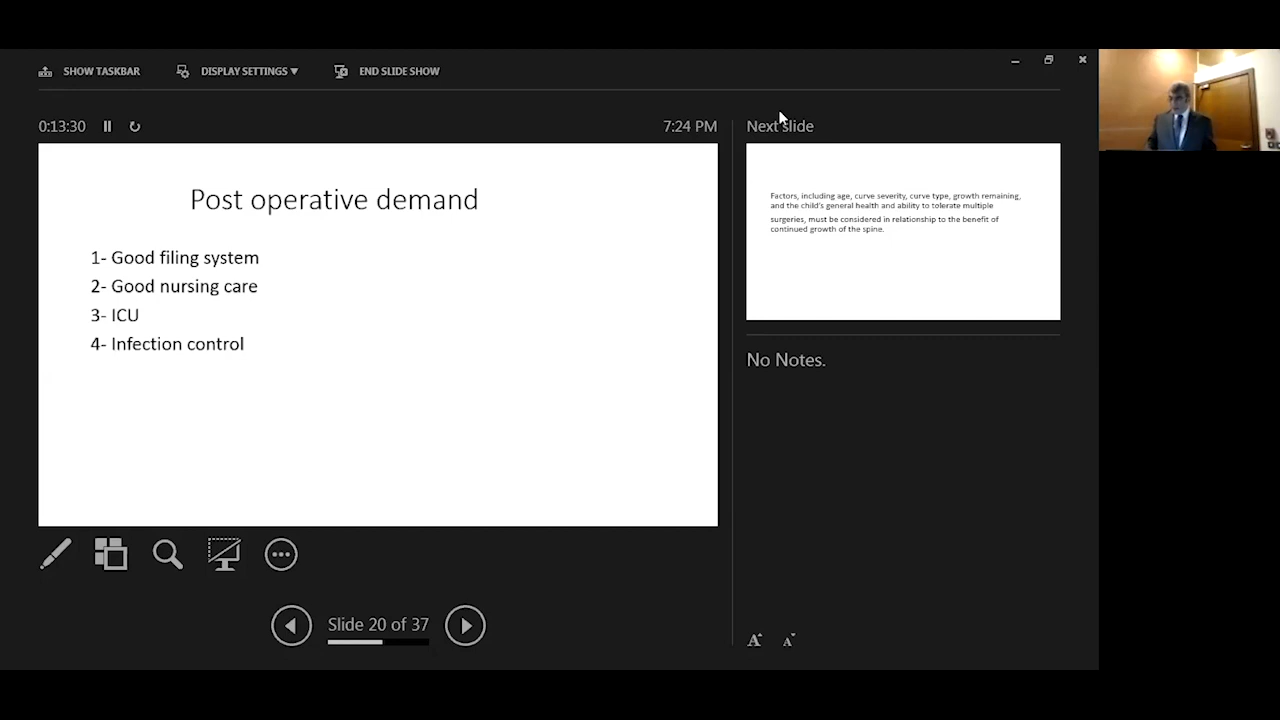 SHOW TASKBAR
DISPLAY SETTINGS ▼
END SLIDE SHOW
0:13:30
7:24 PM
Post operative demand
1- Good filing system
2- Good nursing care
3- ICU
4- Infection control
Slide 20 of 37
Next slide
Factors, including age, curve severity, curve type, growth remaining,
and the child's general health and ability to tolerate multiple
surgeries, must be considered in relationship to the benefit of
continued growth of the spine.
No Notes.
A A